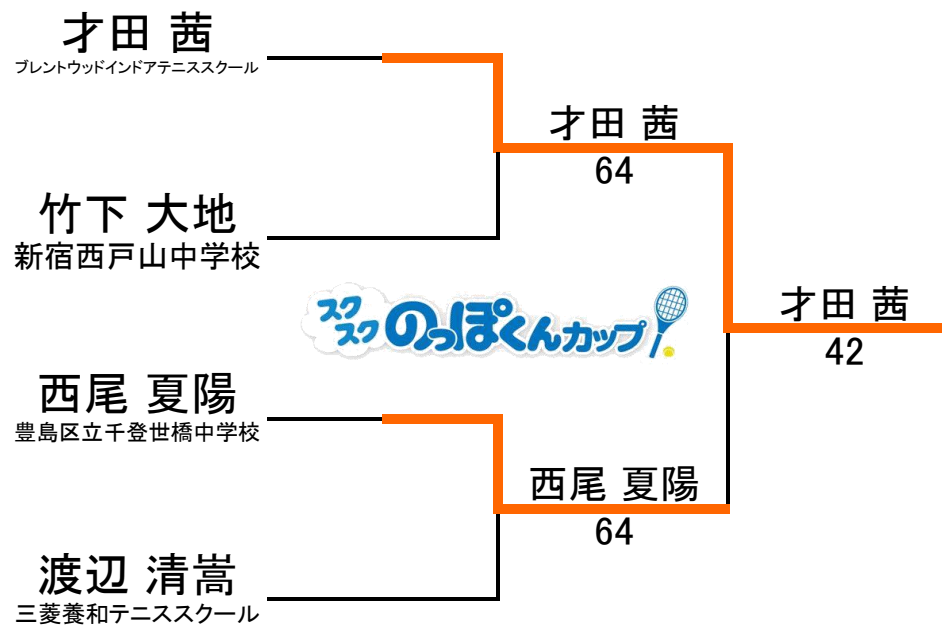 才田 茜
ブレントウッドインドアテニススクール
才田 茜
64
竹下 大地
新宿西戸山中学校
スクスク のっぽくんカップ
才田 茜
42
西尾 夏陽
豊島区立千登世橋中学校
西尾 夏陽
64
渡辺 清嵩
三菱養和テニススクール